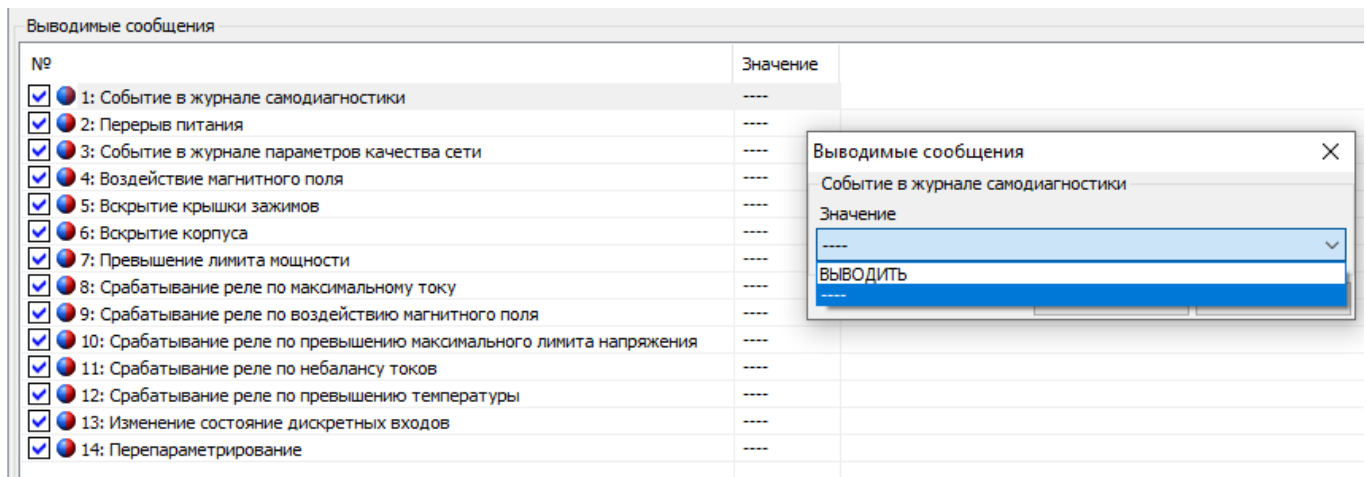 Выводимые сообщения
№ Значение
1: Событие в журнале самодиагностики ----
2: Перерыв питания ----
3: Событие в журнале параметров качества сети ----
4: Воздействие магнитного поля ----
5: Вскрытие крышки зажимов ----
6: Вскрытие корпуса ----
7: Превышение лимита мощности ----
8: Срабатывание реле по максимальному току ----
9: Срабатывание реле по воздействию магнитного поля ----
10: Срабатывание реле по превышению максимального лимита напряжения ----
11: Срабатывание реле по небалансу токов ----
12: Срабатывание реле по превышению температуры ----
13: Изменение состояние дискретных входов ----
14: Перепараметрирование ----
Выводимые сообщения
Событие в журнале самодиагностики
Значение
----
ВЫВОДИТЬ
----